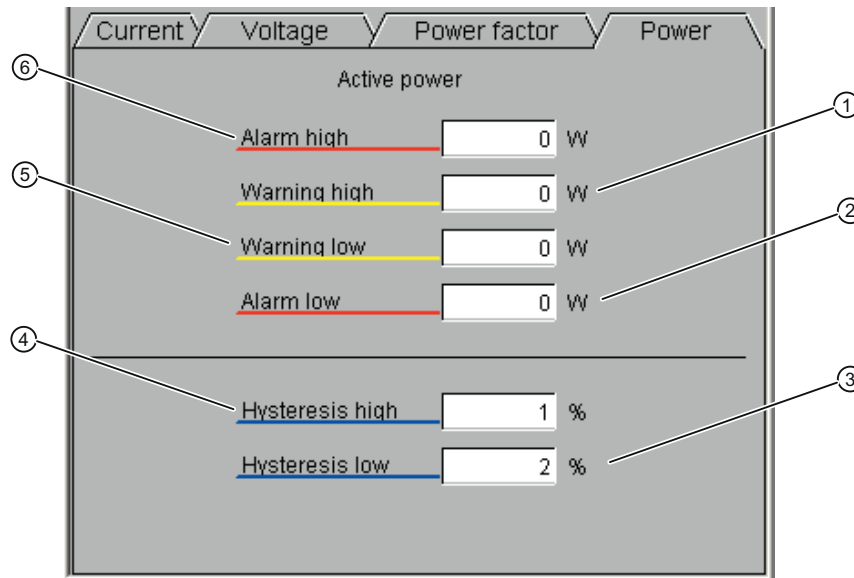 Current Voltage Power factor Power
⑥ Active power
Alarm high 0 W ①
⑤ Warning high 0 W
Warning low 0 W ②
Alarm low 0 W
④
Hysteresis high 1 % ③
Hysteresis low 2 %